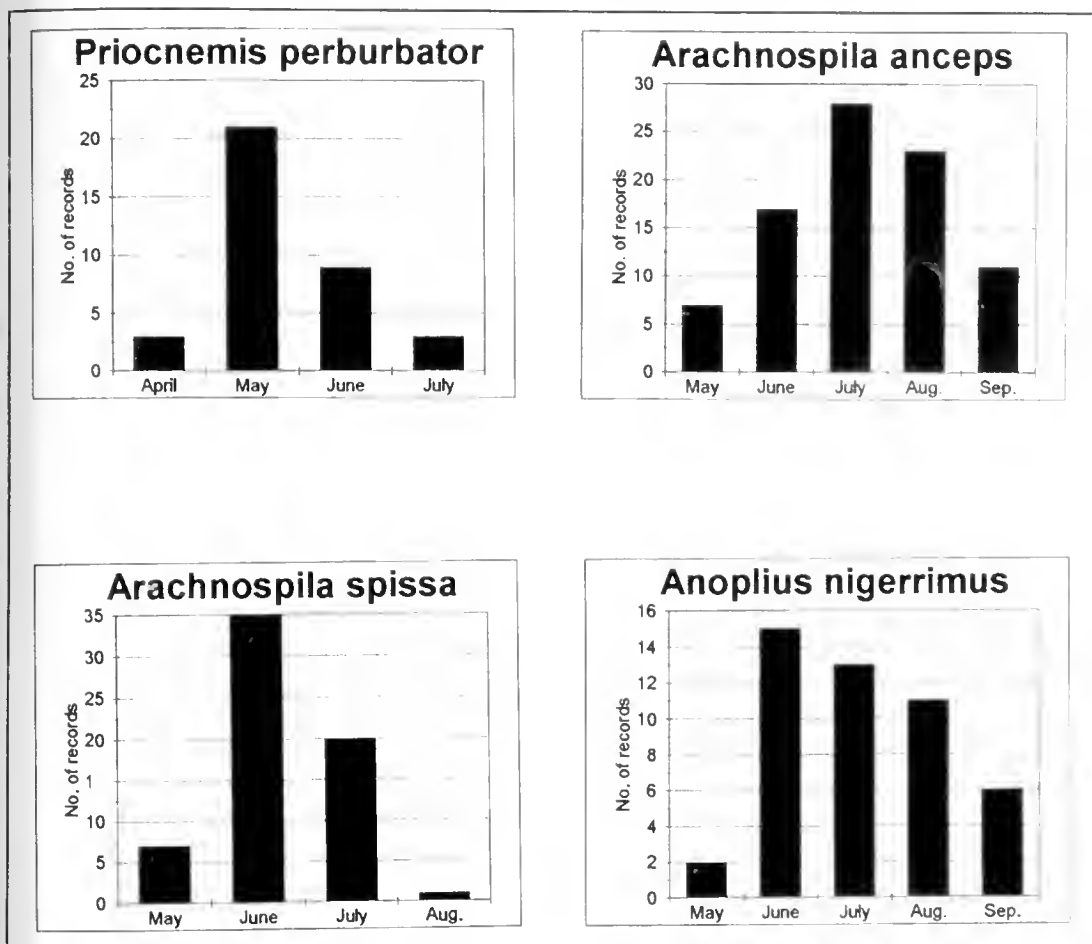 Priocnemis perburbator
25
20
15
10
5
0
No. of records
April May June July
Arachnospila anceps
30
25
20
15
10
5
0
No. of records
May June July Aug. Sep.
Arachnospila spissa
35
30
25
20
1
10
5
0
No. of records
May June July Aug.
Anoplius nigerrimus
16
14
12
10
8
6
4
2
0
No. of records
May June July Aug. Sep.